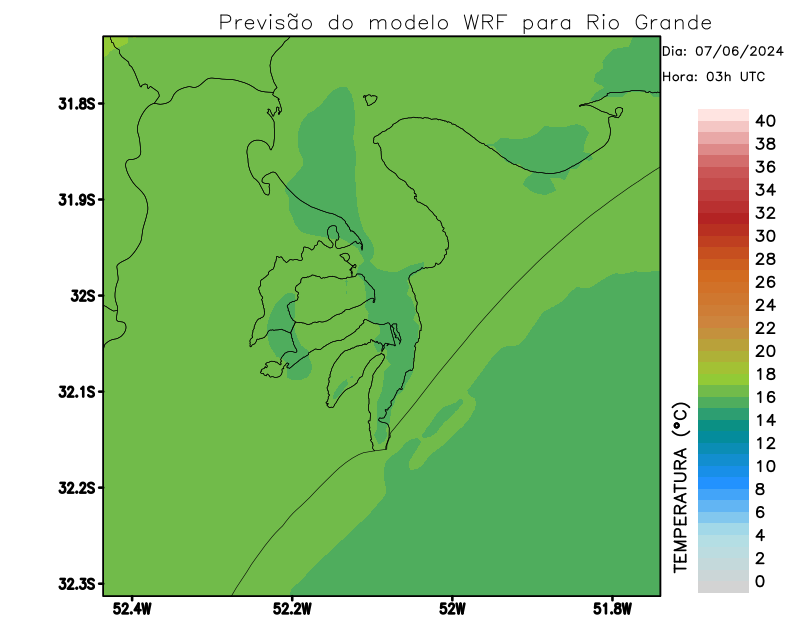 Previsão do modelo WRF para Rio Grande
Dia: 07/06/2024
Hora: 03h UTC
31.8S
31.9S
32S
32.1S
32.2S
32.3S
52.4W
52.2W
52W
51.8W
TEMPERATURA (°C)
40
38
36
34
32
30
28
26
24
22
20
18
16
14
12
10
8
6
4
2
0